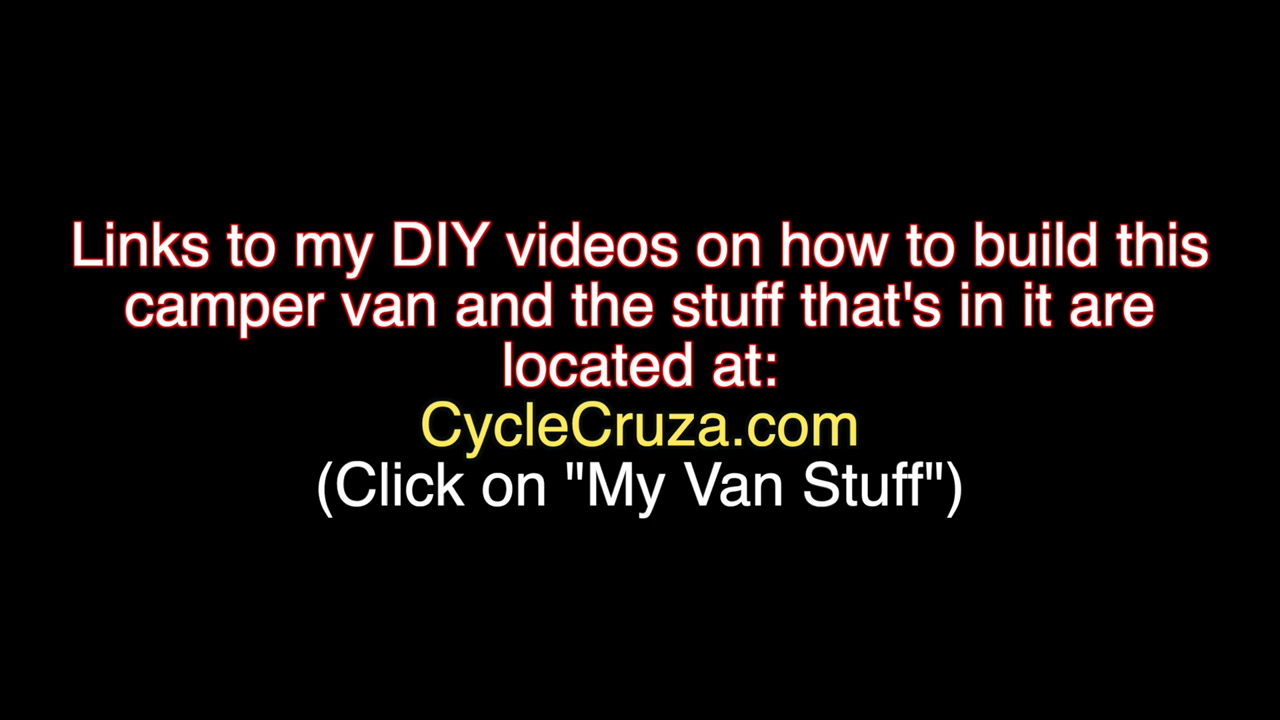 Links to my DIY videos on how to build this
camper van and the stuff that's in it are
located at:
CycleCruza.com
(Click on "My Van Stuff")